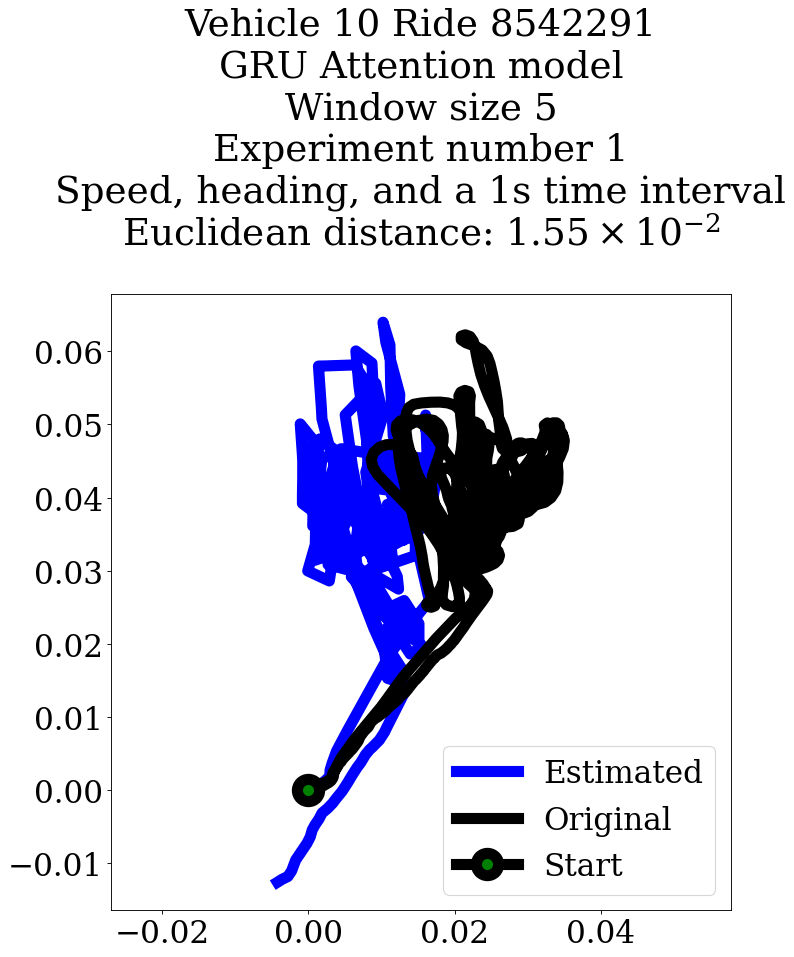 Vehicle 10 Ride 8542291
GRU Attention model
Window size 5
Experiment number 1
Speed, heading, and a 1s time interval
Euclidean distance: 1.55 × 10⁻²
0.06
0.05
0.04
0.03
0.02
0.01
0.00
−0.01
Estimated
Original
Start
−0.02 0.00 0.02 0.04